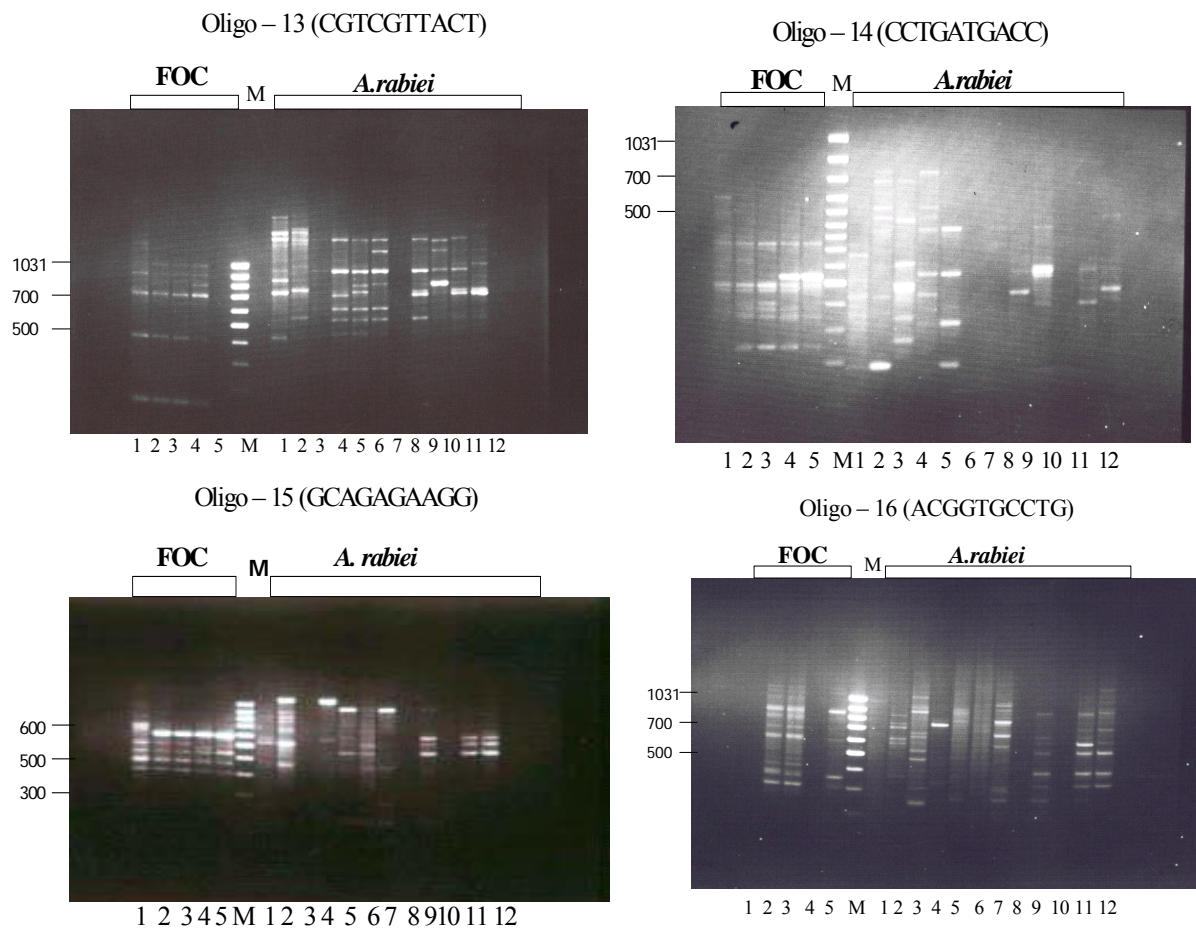 Oligo – 13 (CGTCGTTACT)
FOC M A.rabiei
1031
700
500
1 2 3 4 5 M 1 2 3 4 5 6 7 8 9 10 11 12
Oligo – 14 (CCTGATGACC)
FOC M A.rabiei
1031
700
500
1 2 3 4 5 M1 2 3 4 5 6 7 8 9 10 11 12
Oligo – 15 (GCAGAGAAGG)
FOC M A. rabiei
600
500
300
1 2 3 4 5 M 1 2 3 4 5 6 7 8 910 11 12
Oligo – 16 (ACGGTGCCTG)
FOC M A.rabiei
1031
700
500
1 2 3 4 5 M 1 2 3 4 5 6 7 8 9 10 11 12